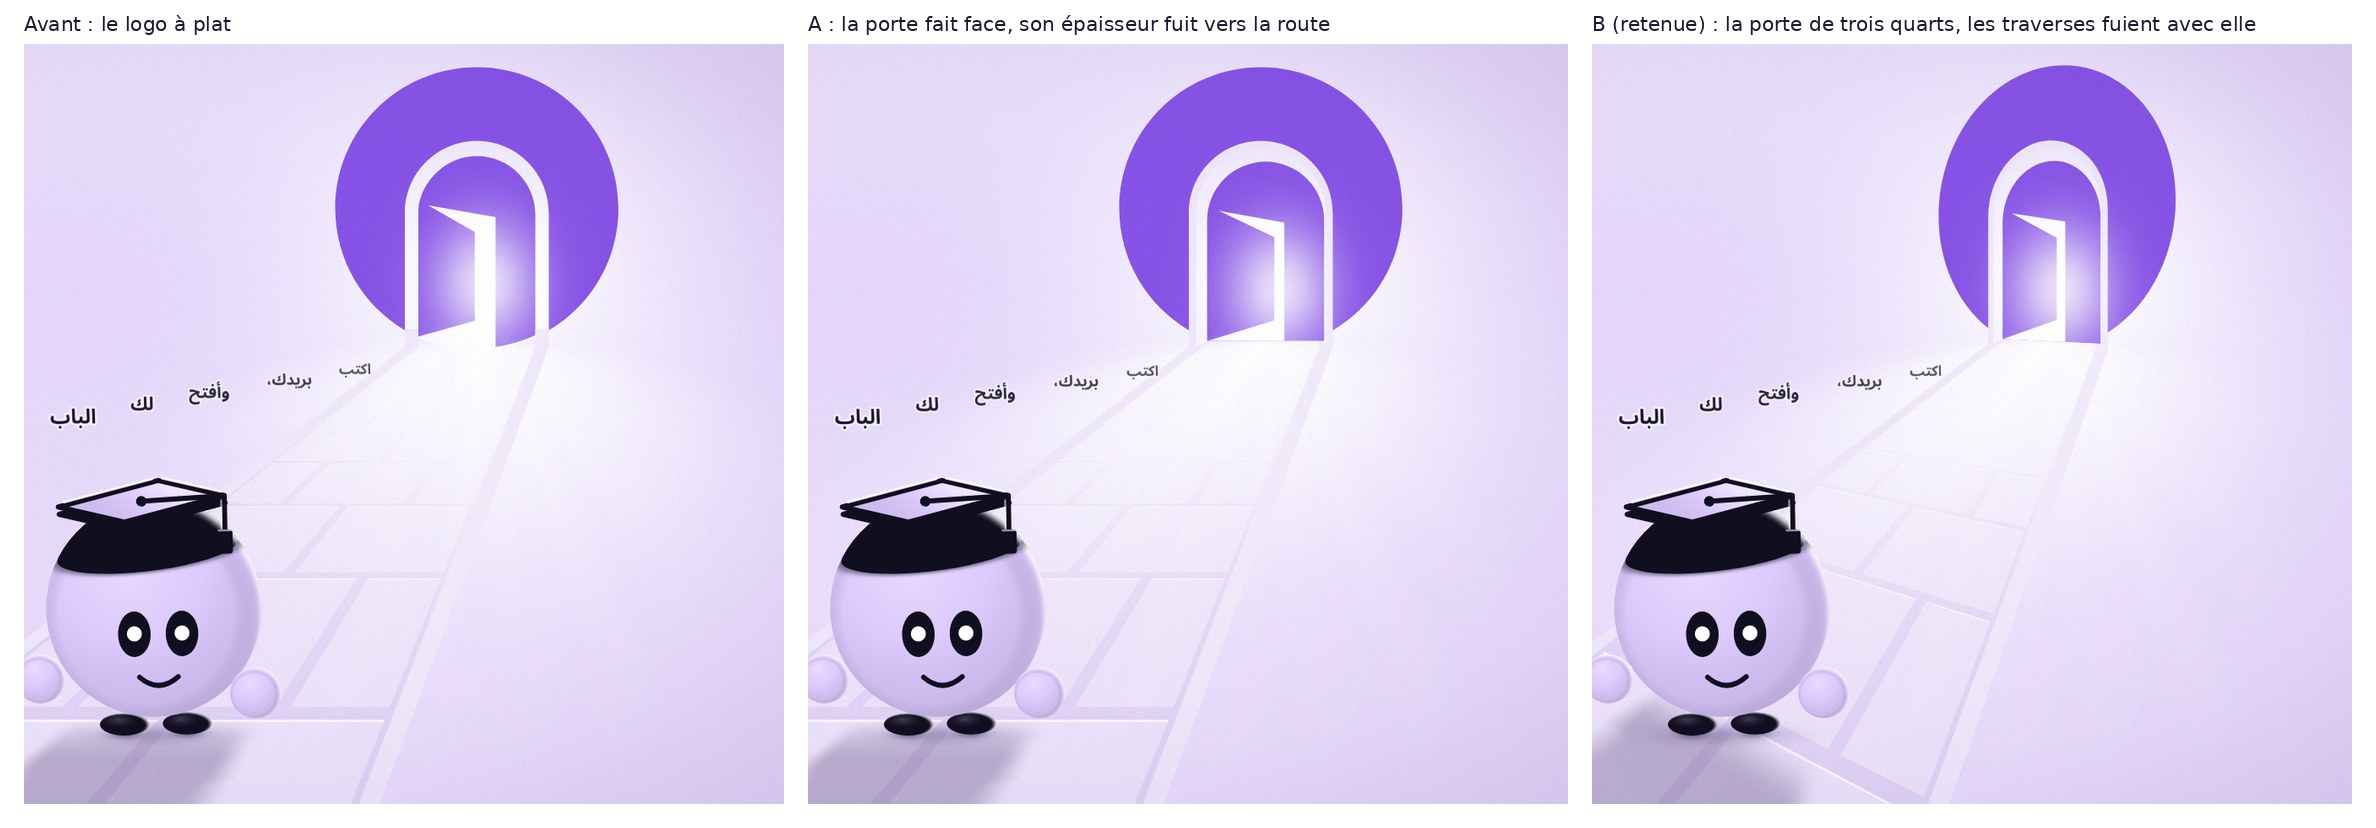 Avant : le logo à plat
اكتب بريدك، وأفتح لك الباب
A : la porte fait face, son épaisseur fuit vers la route
اكتب بريدك، وأفتح لك الباب
B (retenue) : la porte de trois quarts, les traverses fuient avec elle
اكتب بريدك، وأفتح لك الباب